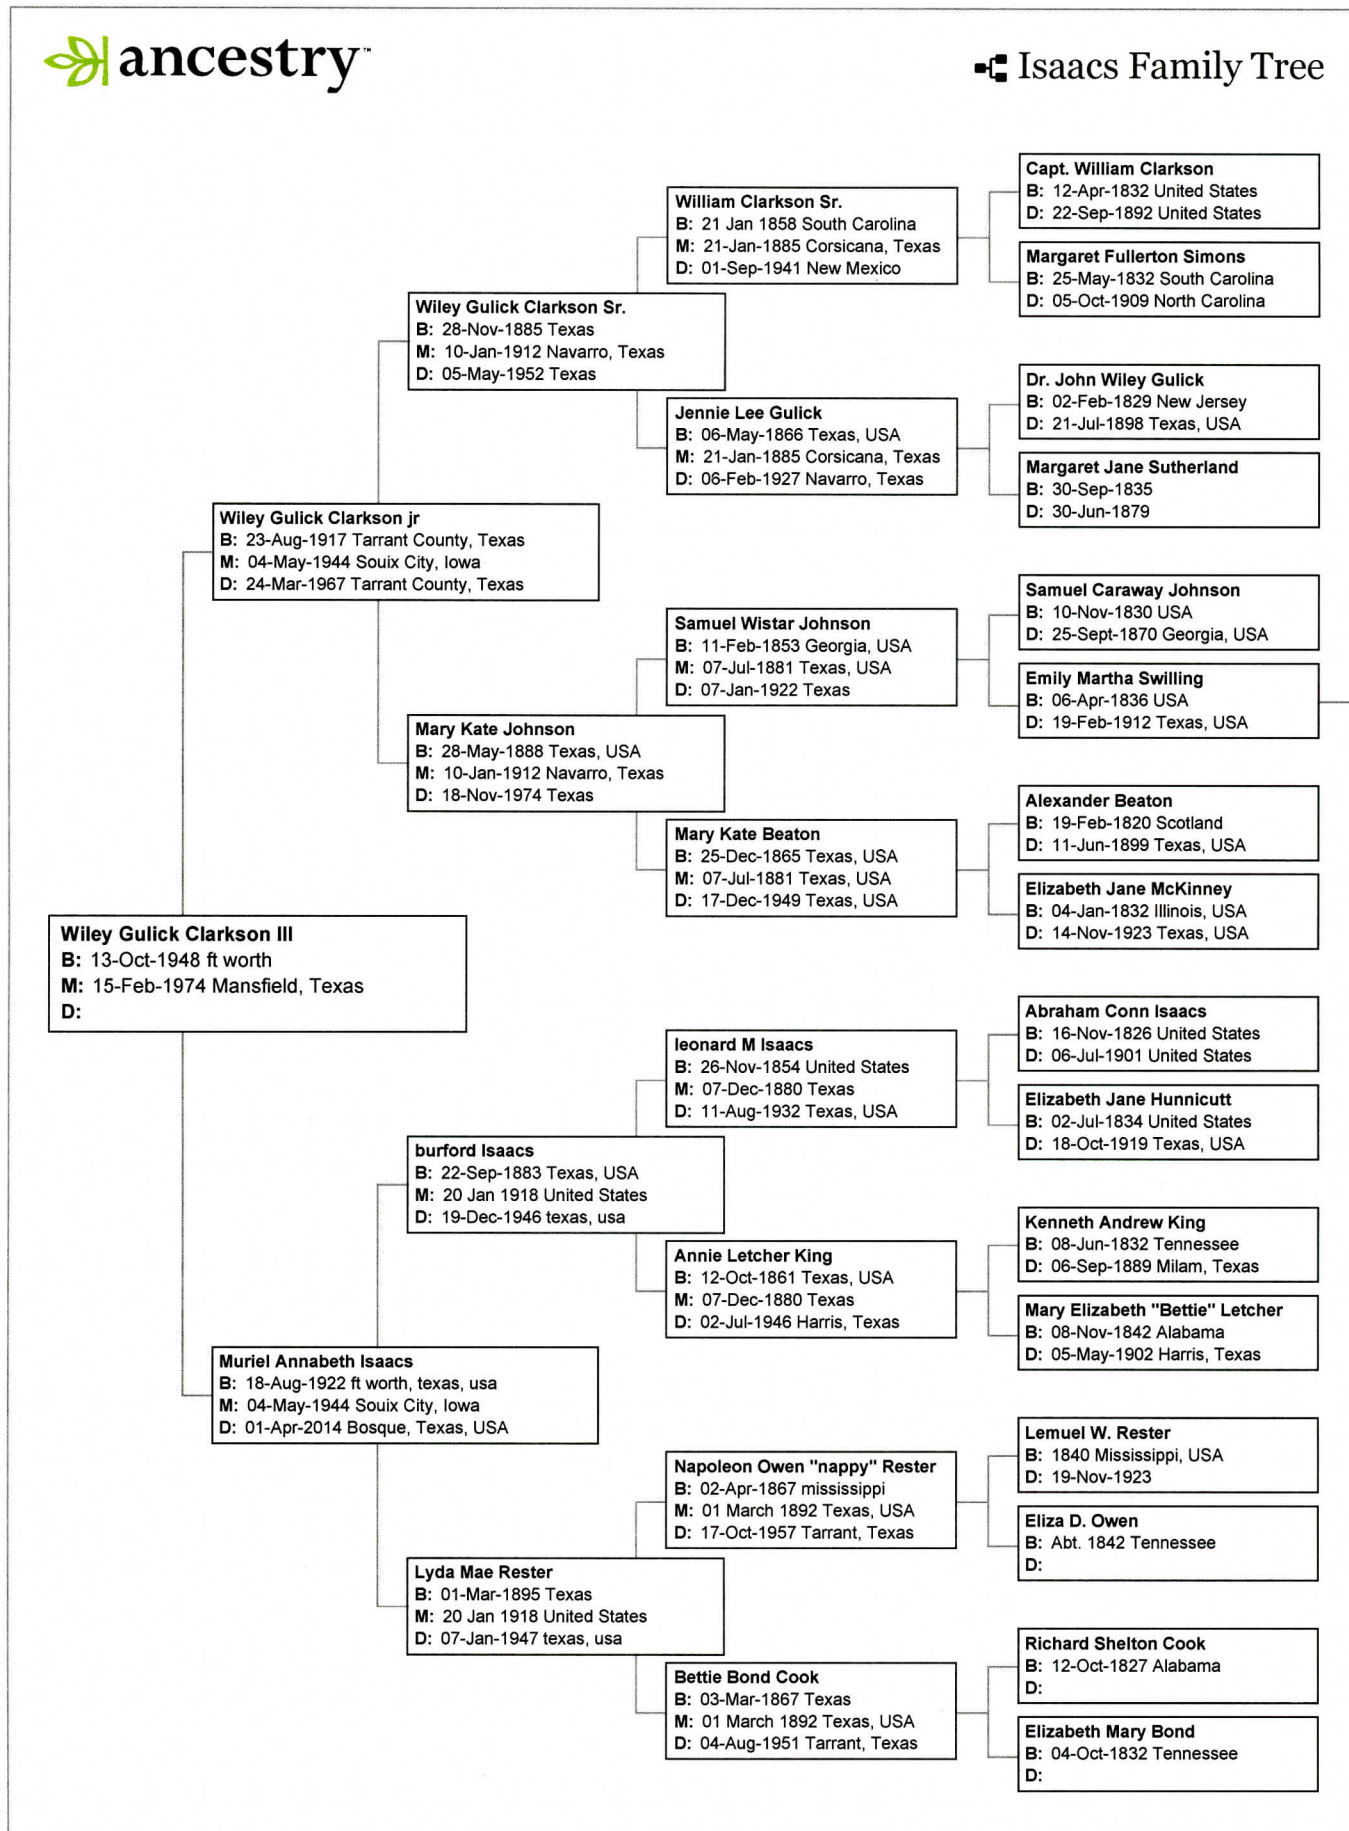 ancestry™
Isaacs Family Tree
Capt. William Clarkson
B: 12-Apr-1832 United States
D: 22-Sep-1892 United States
William Clarkson Sr.
B: 21 Jan 1858 South Carolina
M: 21-Jan-1885 Corsicana, Texas
D: 01-Sep-1941 New Mexico
Margaret Fullerton Simons
B: 25-May-1832 South Carolina
D: 05-Oct-1909 North Carolina
Wiley Gulick Clarkson Sr.
B: 28-Nov-1885 Texas
M: 10-Jan-1912 Navarro, Texas
D: 05-May-1952 Texas
Dr. John Wiley Gulick
B: 02-Feb-1829 New Jersey
D: 21-Jul-1898 Texas, USA
Jennie Lee Gulick
B: 06-May-1866 Texas, USA
M: 21-Jan-1885 Corsicana, Texas
D: 06-Feb-1927 Navarro, Texas
Margaret Jane Sutherland
B: 30-Sep-1835
D: 30-Jun-1879
Wiley Gulick Clarkson jr
B: 23-Aug-1917 Tarrant County, Texas
M: 04-May-1944 Souix City, Iowa
D: 24-Mar-1967 Tarrant County, Texas
Samuel Caraway Johnson
B: 10-Nov-1830 USA
D: 25-Sept-1870 Georgia, USA
Samuel Wistar Johnson
B: 11-Feb-1853 Georgia, USA
M: 07-Jul-1881 Texas, USA
D: 07-Jan-1922 Texas
Emily Martha Swilling
B: 06-Apr-1836 USA
D: 19-Feb-1912 Texas, USA
Mary Kate Johnson
B: 28-May-1888 Texas, USA
M: 10-Jan-1912 Navarro, Texas
D: 18-Nov-1974 Texas
Alexander Beaton
B: 19-Feb-1820 Scotland
D: 11-Jun-1899 Texas, USA
Mary Kate Beaton
B: 25-Dec-1865 Texas, USA
M: 07-Jul-1881 Texas, USA
D: 17-Dec-1949 Texas, USA
Elizabeth Jane McKinney
B: 04-Jan-1832 Illinois, USA
D: 14-Nov-1923 Texas, USA
Wiley Gulick Clarkson III
B: 13-Oct-1948 ft worth
M: 15-Feb-1974 Mansfield, Texas
D:
Abraham Conn Isaacs
B: 16-Nov-1826 United States
D: 06-Jul-1901 United States
leonard M Isaacs
B: 26-Nov-1854 United States
M: 07-Dec-1880 Texas
D: 11-Aug-1932 Texas, USA
Elizabeth Jane Hunnicutt
B: 02-Jul-1834 United States
D: 18-Oct-1919 Texas, USA
burford Isaacs
B: 22-Sep-1883 Texas, USA
M: 20 Jan 1918 United States
D: 19-Dec-1946 texas, usa
Kenneth Andrew King
B: 08-Jun-1832 Tennessee
D: 06-Sep-1889 Milam, Texas
Annie Letcher King
B: 12-Oct-1861 Texas, USA
M: 07-Dec-1880 Texas
D: 02-Jul-1946 Harris, Texas
Mary Elizabeth "Bettie" Letcher
B: 08-Nov-1842 Alabama
D: 05-May-1902 Harris, Texas
Muriel Annabeth Isaacs
B: 18-Aug-1922 ft worth, texas, usa
M: 04-May-1944 Souix City, Iowa
D: 01-Apr-2014 Bosque, Texas, USA
Lemuel W. Rester
B: 1840 Mississippi, USA
D: 19-Nov-1923
Napoleon Owen "nappy" Rester
B: 02-Apr-1867 mississippi
M: 01 March 1892 Texas, USA
D: 17-Oct-1957 Tarrant, Texas
Eliza D. Owen
B: Abt. 1842 Tennessee
D:
Lyda Mae Rester
B: 01-Mar-1895 Texas
M: 20 Jan 1918 United States
D: 07-Jan-1947 texas, usa
Richard Shelton Cook
B: 12-Oct-1827 Alabama
D:
Bettie Bond Cook
B: 03-Mar-1867 Texas
M: 01 March 1892 Texas, USA
D: 04-Aug-1951 Tarrant, Texas
Elizabeth Mary Bond
B: 04-Oct-1832 Tennessee
D: